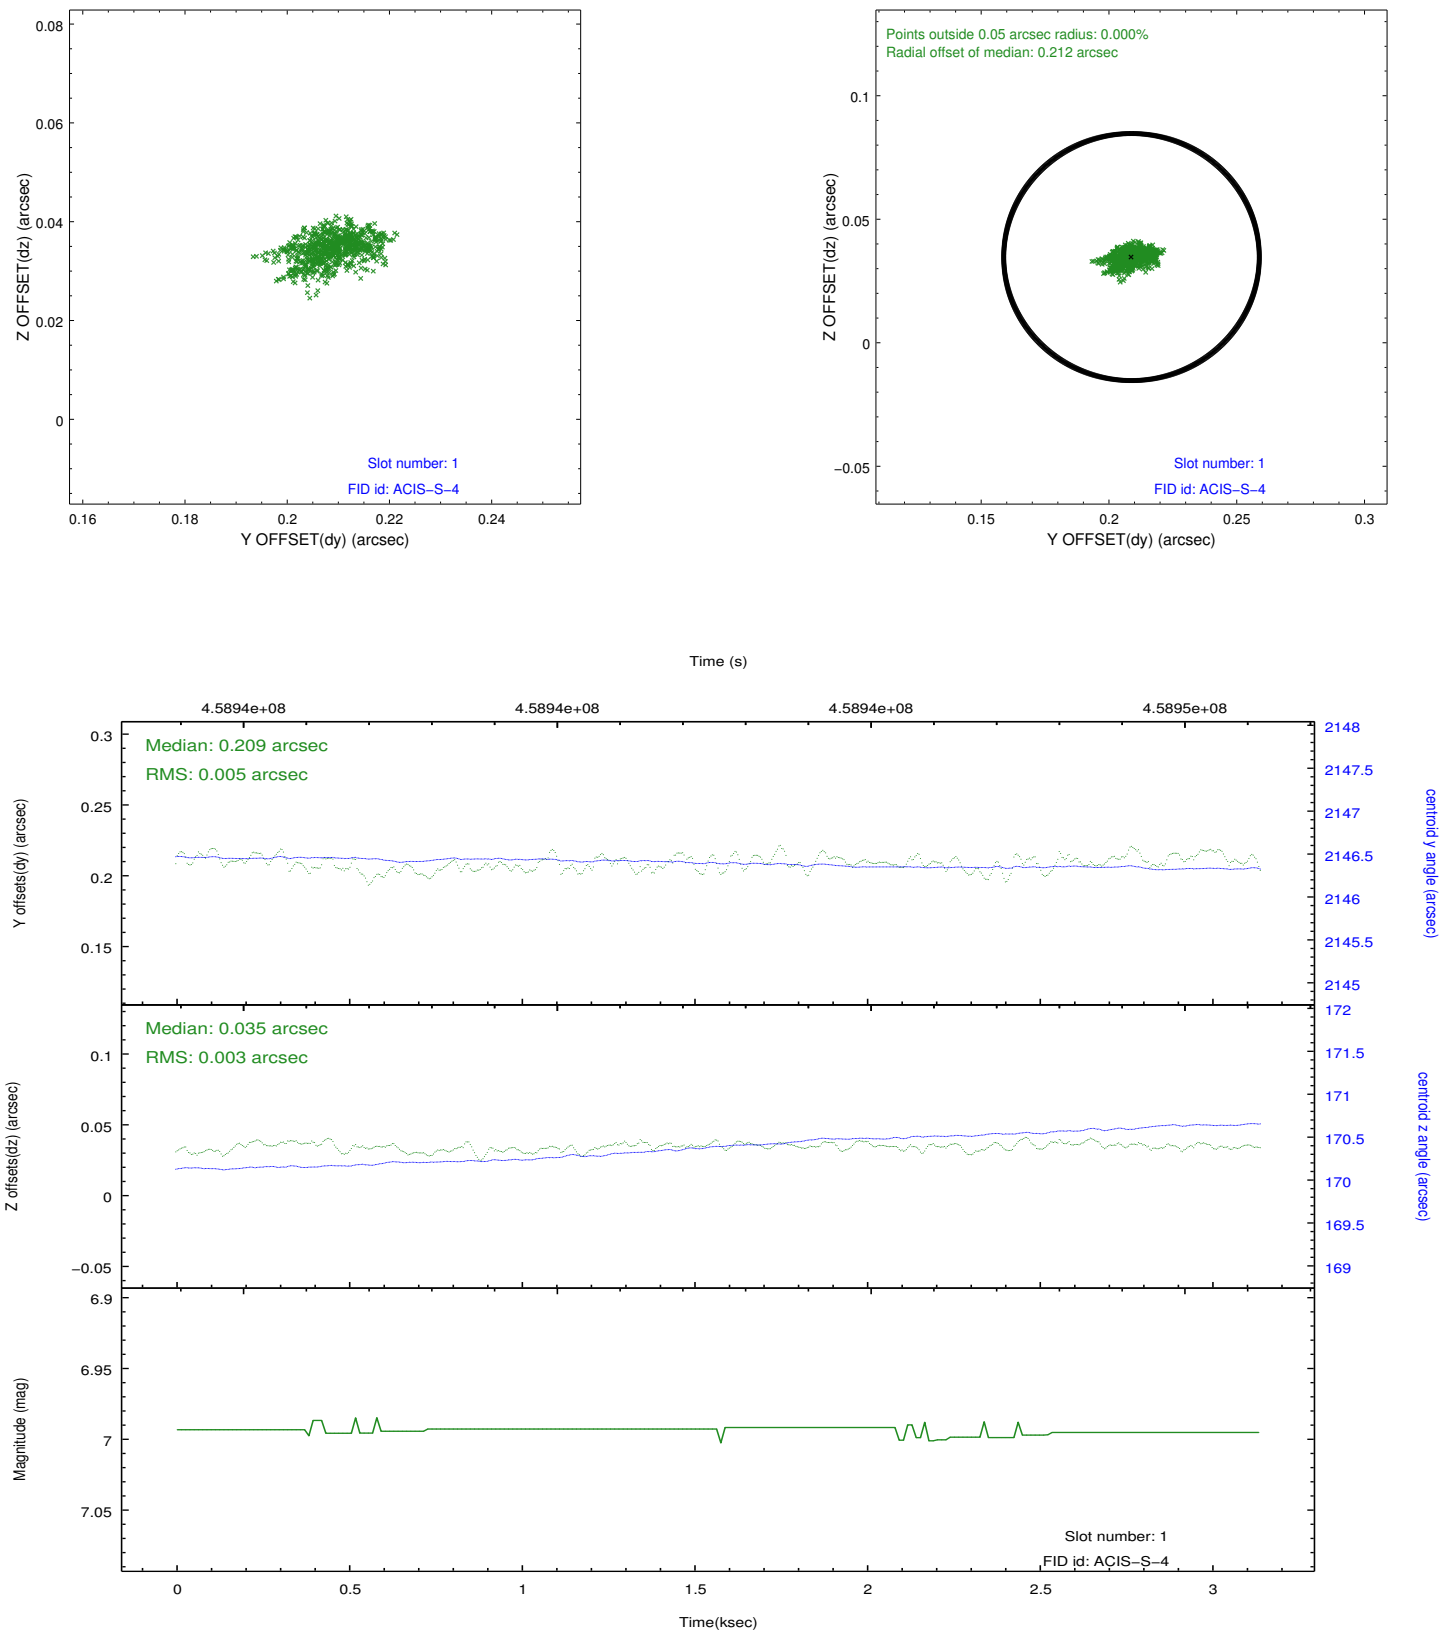 0.08
0.06
0.04
0.02
0
Z OFFSET(dz) (arcsec)
Slot number: 1
FID id: ACIS−S−4
0.16 0.18 0.2 0.22 0.24
Y OFFSET(dy) (arcsec)
Points outside 0.05 arcsec radius: 0.000%
Radial offset of median: 0.212 arcsec
0.1
0.05
0
−0.05
Z OFFSET(dz) (arcsec)
Slot number: 1
FID id: ACIS−S−4
0.15 0.2 0.25 0.3
Y OFFSET(dy) (arcsec)
Time (s)
4.5894e+08 4.5894e+08 4.5894e+08 4.5895e+08
Median: 0.209 arcsec
RMS: 0.005 arcsec
0.3
0.25
0.2
0.15
Y offsets(dy) (arcsec)
2148
2147.5
2147
2146.5
2146
2145.5
2145
centroid y angle (arcsec)
Median: 0.035 arcsec
RMS: 0.003 arcsec
0.1
0.05
0
−0.05
Z offsets(dz) (arcsec)
172
171.5
171
170.5
170
169.5
169
centroid z angle (arcsec)
6.9
6.95
7
7.05
Magnitude (mag)
Slot number: 1
FID id: ACIS−S−4
0 0.5 1 1.5 2 2.5 3
Time(ksec)